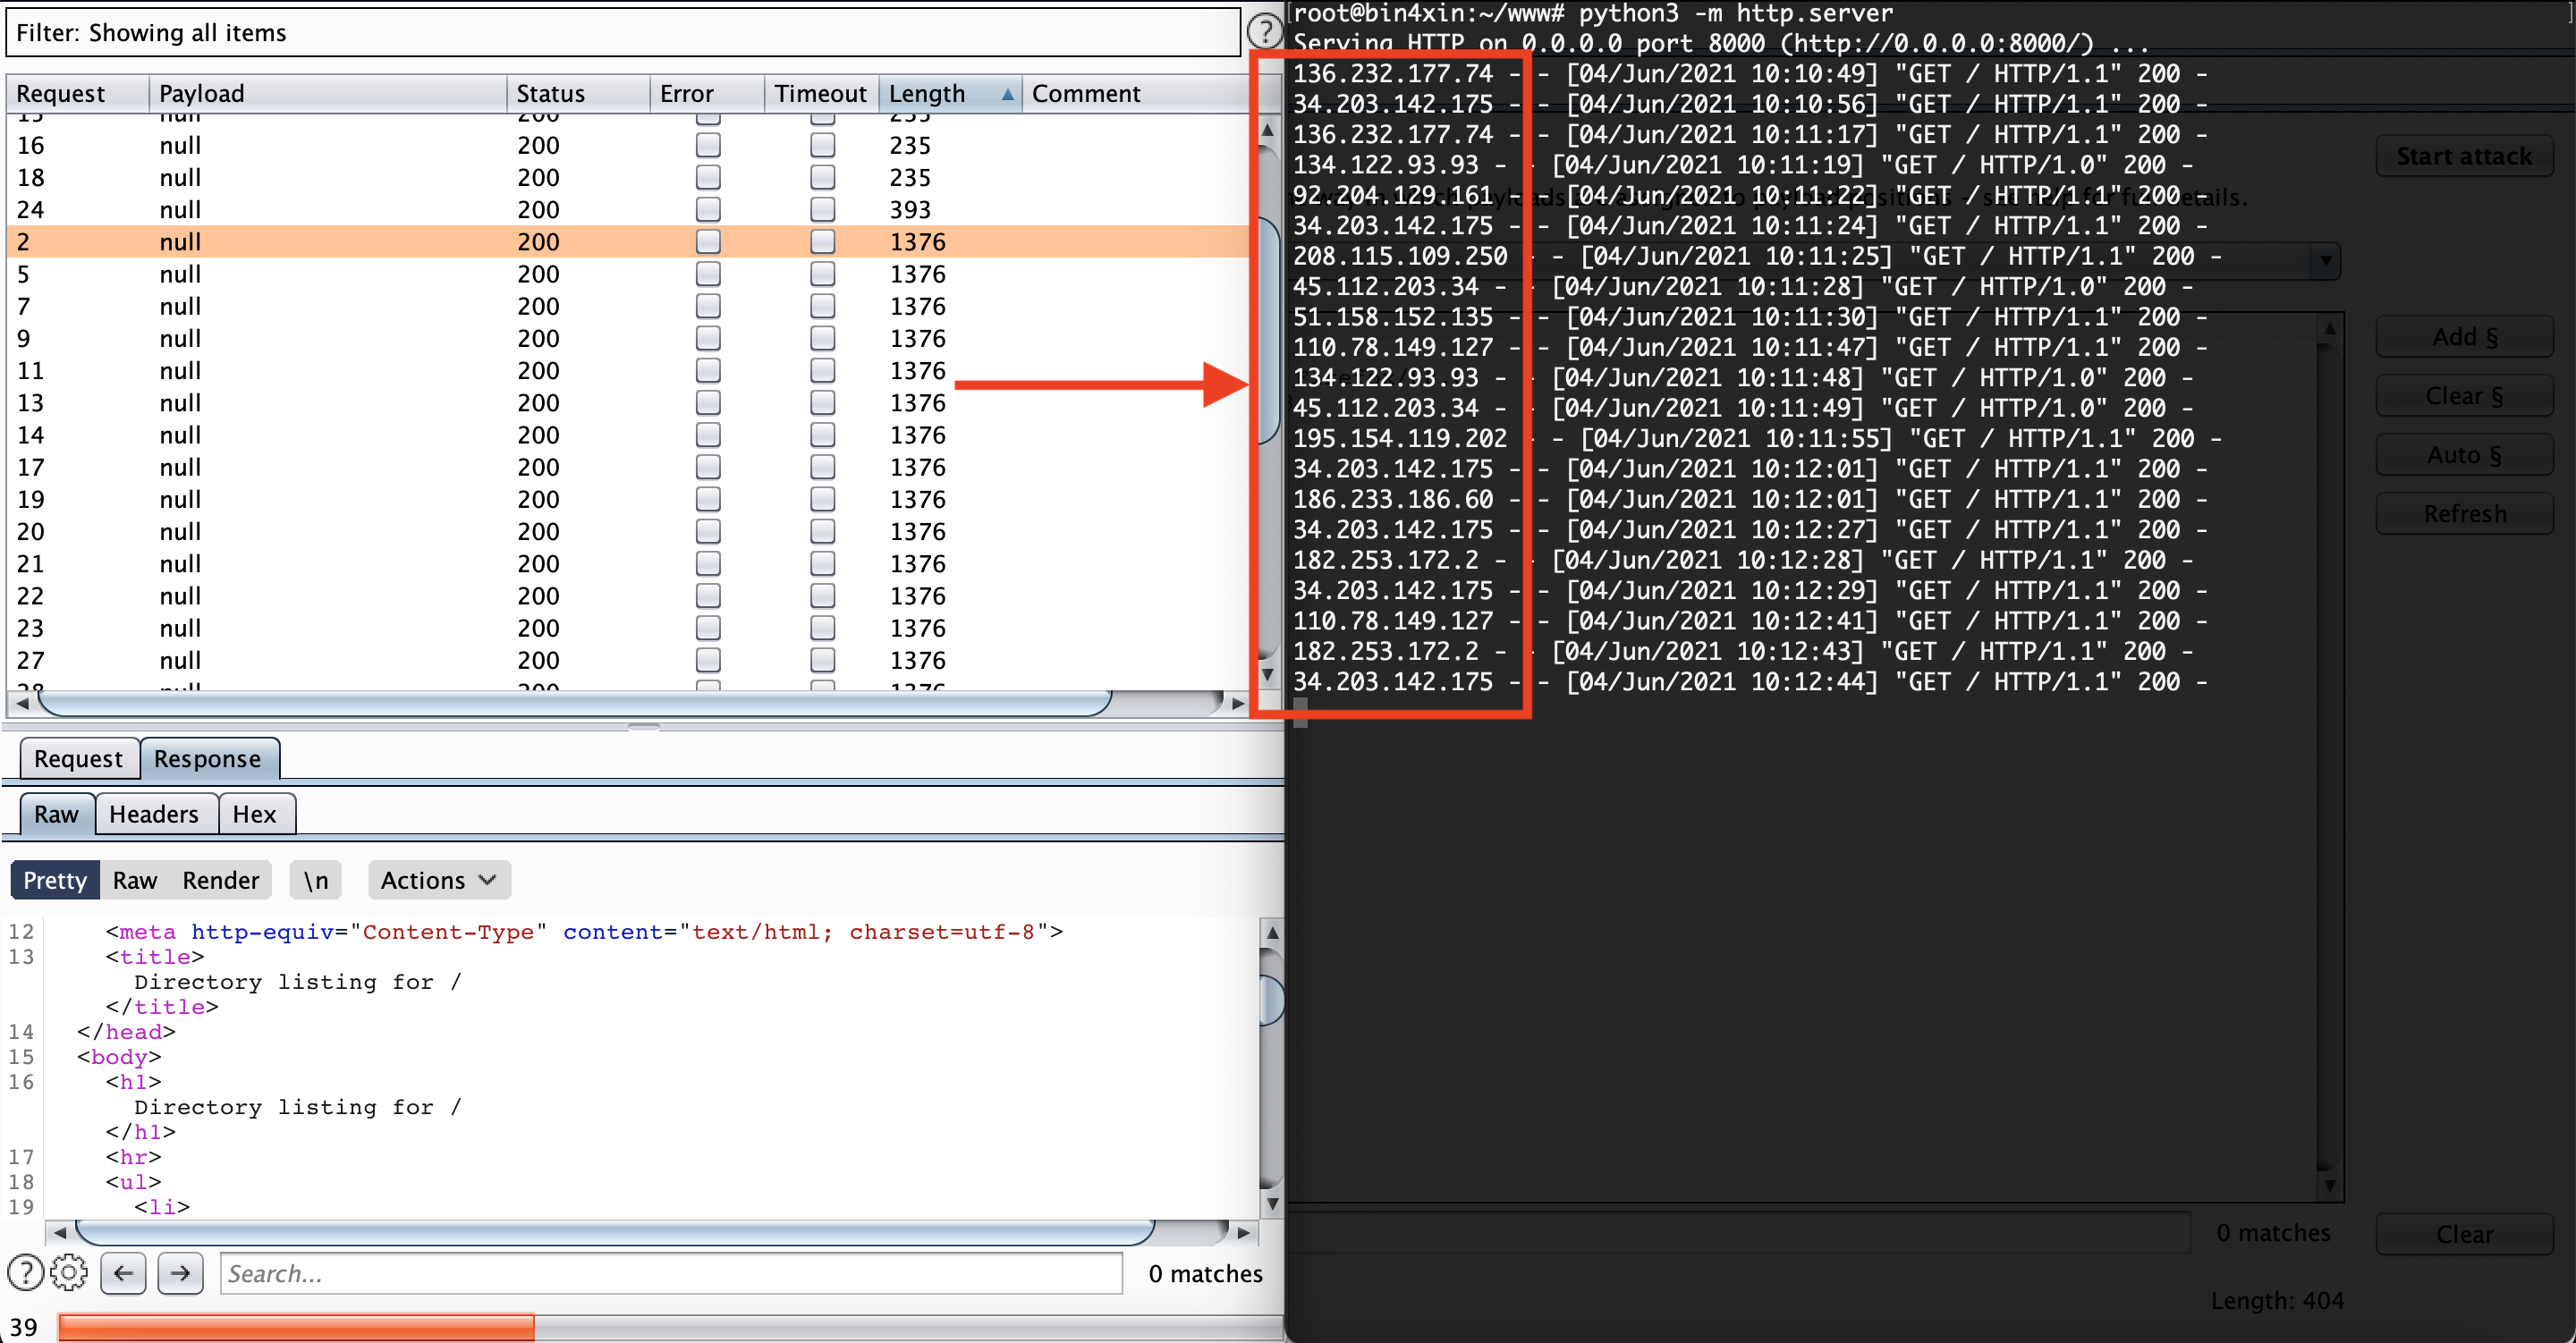 Filter: Showing all items
?
Request Payload Status Error Timeout Length Comment
15 null 200 235
16 null 200 235
18 null 200 235
24 null 200 393
2 null 200 1376
5 null 200 1376
7 null 200 1376
9 null 200 1376
11 null 200 1376
13 null 200 1376
14 null 200 1376
17 null 200 1376
19 null 200 1376
20 null 200 1376
21 null 200 1376
22 null 200 1376
23 null 200 1376
27 null 200 1376
28 null 200 1376
Request Response
Raw Headers Hex
Pretty Raw Render \n Actions
12 <meta http-equiv="Content-Type" content="text/html; charset=utf-8">
13 <title>
Directory listing for /
</title>
14 </head>
15 <body>
16 <h1>
Directory listing for /
</h1>
17 <hr>
18 <ul>
19 <li>
? Search... 0 matches
39
root@bin4xin:~/www# python3 -m http.server
Serving HTTP on 0.0.0.0 port 8000 (http://0.0.0.0:8000/) ...
136.232.177.74 - - [04/Jun/2021 10:10:49] "GET / HTTP/1.1" 200 -
34.203.142.175 - - [04/Jun/2021 10:10:56] "GET / HTTP/1.1" 200 -
136.232.177.74 - - [04/Jun/2021 10:11:17] "GET / HTTP/1.1" 200 -
134.122.93.93 - - [04/Jun/2021 10:11:19] "GET / HTTP/1.0" 200 -
92.204.129.161 - - [04/Jun/2021 10:11:22] "GET / HTTP/1.1" 200 -
34.203.142.175 - - [04/Jun/2021 10:11:24] "GET / HTTP/1.1" 200 -
208.115.109.250 - - [04/Jun/2021 10:11:25] "GET / HTTP/1.1" 200 -
45.112.203.34 - - [04/Jun/2021 10:11:28] "GET / HTTP/1.0" 200 -
51.158.152.135 - - [04/Jun/2021 10:11:30] "GET / HTTP/1.1" 200 -
110.78.149.127 - - [04/Jun/2021 10:11:47] "GET / HTTP/1.1" 200 -
134.122.93.93 - - [04/Jun/2021 10:11:48] "GET / HTTP/1.0" 200 -
45.112.203.34 - - [04/Jun/2021 10:11:49] "GET / HTTP/1.0" 200 -
195.154.119.202 - - [04/Jun/2021 10:11:55] "GET / HTTP/1.1" 200 -
34.203.142.175 - - [04/Jun/2021 10:12:01] "GET / HTTP/1.1" 200 -
186.233.186.60 - - [04/Jun/2021 10:12:01] "GET / HTTP/1.1" 200 -
34.203.142.175 - - [04/Jun/2021 10:12:27] "GET / HTTP/1.1" 200 -
182.253.172.2 - - [04/Jun/2021 10:12:28] "GET / HTTP/1.1" 200 -
34.203.142.175 - - [04/Jun/2021 10:12:29] "GET / HTTP/1.1" 200 -
110.78.149.127 - - [04/Jun/2021 10:12:41] "GET / HTTP/1.1" 200 -
182.253.172.2 - - [04/Jun/2021 10:12:43] "GET / HTTP/1.1" 200 -
34.203.142.175 - - [04/Jun/2021 10:12:44] "GET / HTTP/1.1" 200 -
Start attack
Add §
Clear §
Auto §
Refresh
0 matches Clear
Length: 404